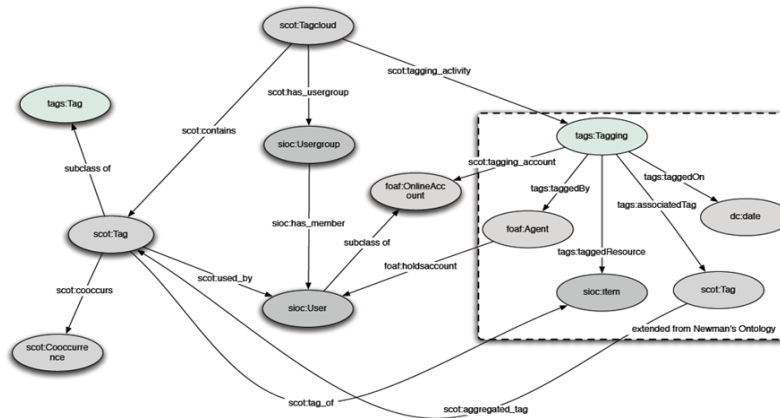 scot:Tagcloud
scot:tagging_activity
scot:has_usergroup
tags:Tag
scot:contains
sioc:Usergroup
tags:Tagging
subclass of
scot:tagging_account
foaf:OnlineAcc
ount
tags:taggedOn
tags:taggedBy
tags:associatedTag
dc:date
foaf:Agent
scot:Tag
sioc:has_member
subclass of
tags:taggedResource
foaf:holdsaccount
scot:used_by
scot:cooccurs
sioc:User
sioc:item
scot:Tag
extended from Newman's Ontology
scot:Cooccurre
nce
scot:tag_of
scot:aggregated_tag